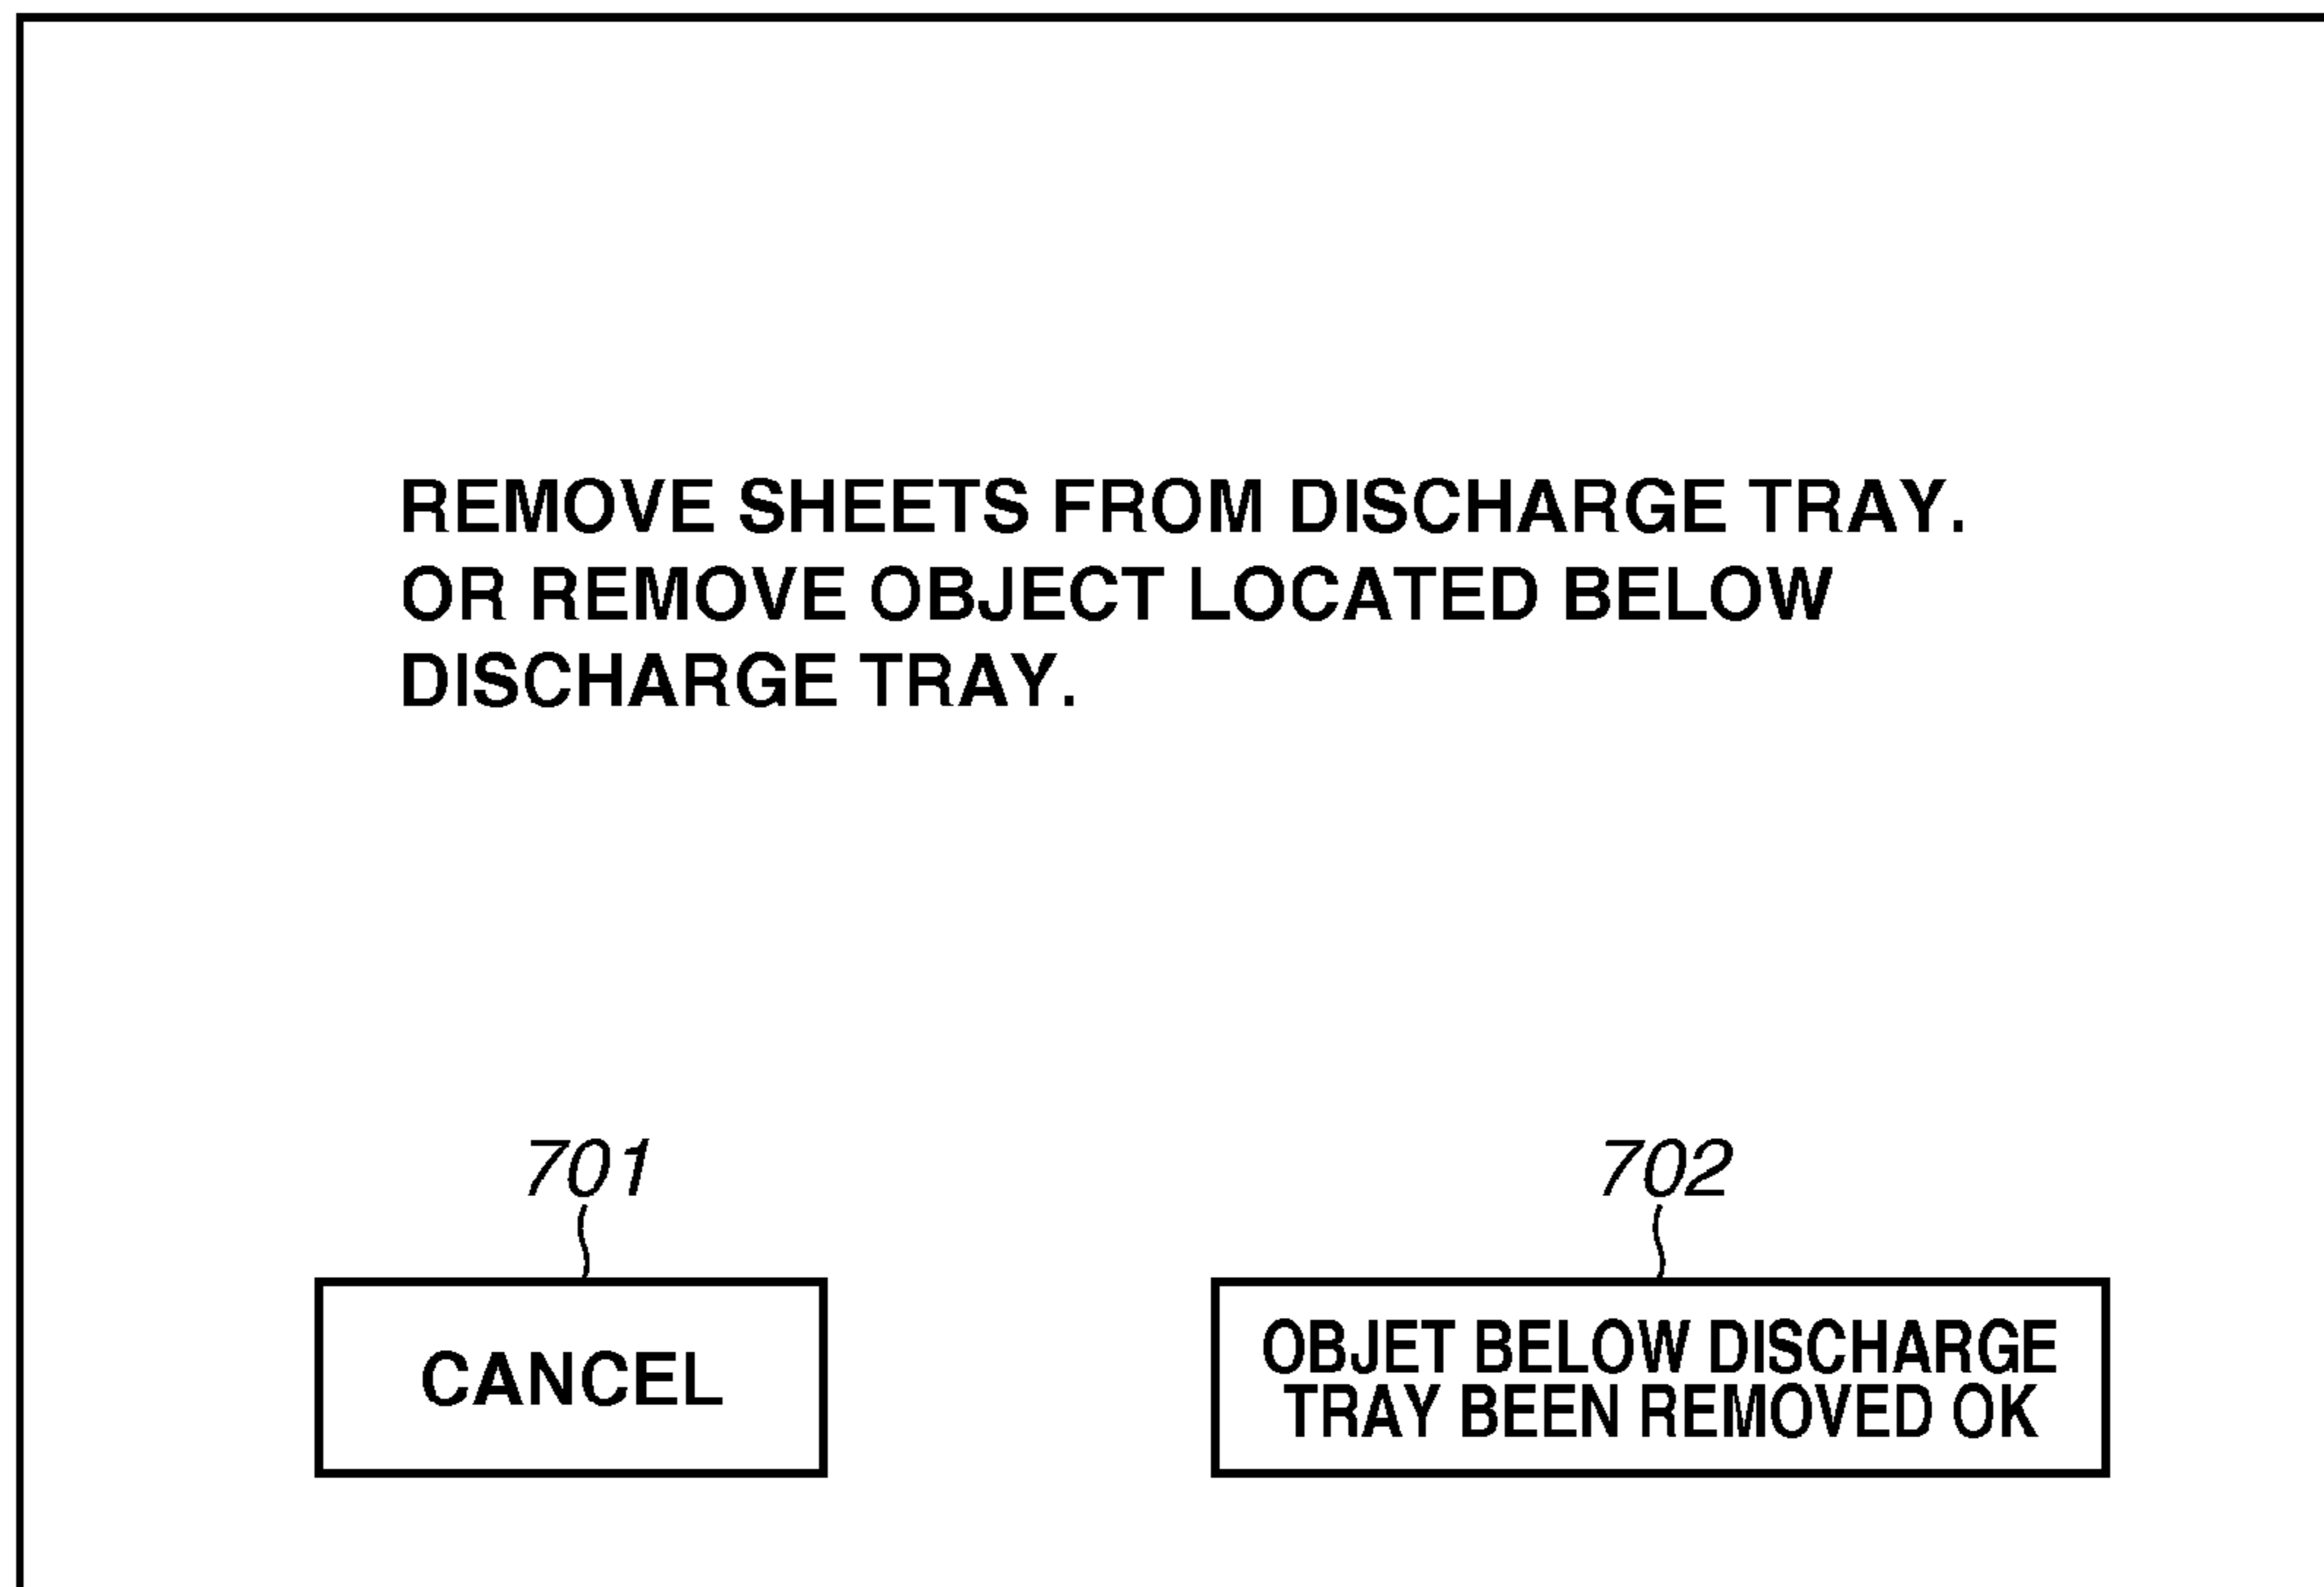 REMOVE SHEETS FROM DISCHARGE TRAY.
OR REMOVE OBJECT LOCATED BELOW
DISCHARGE TRAY.
701
702
CANCEL
OBJET BELOW DISCHARGE
TRAY BEEN REMOVED OK